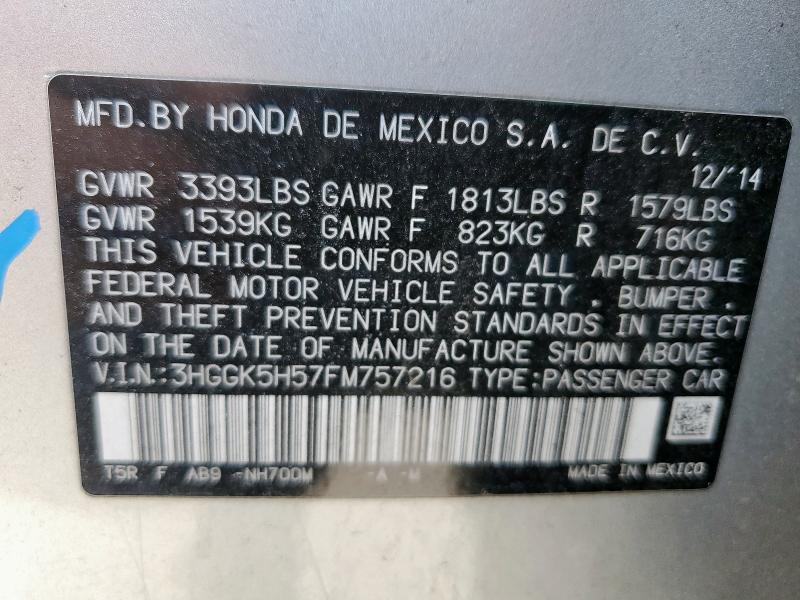 MFD.BY HONDA DE MEXICO S.A. DE C.V.
12/'14
GVWR 3393LBS GAWR F 1813LBS R 1579LBS
GVWR 1539KG GAWR F 823KG R 716KG
THIS VEHICLE CONFORMS TO ALL APPLICABLE
FEDERAL MOTOR VEHICLE SAFETY , BUMPER ,
AND THEFT PREVENTION STANDARDS IN EFFECT
ON THE DATE OF MANUFACTURE SHOWN ABOVE.
V.I.N.:3HGGK5H57FM757216 TYPE:PASSENGER CAR
T5R F AB9 -NH700M -A -M MADE IN MEXICO